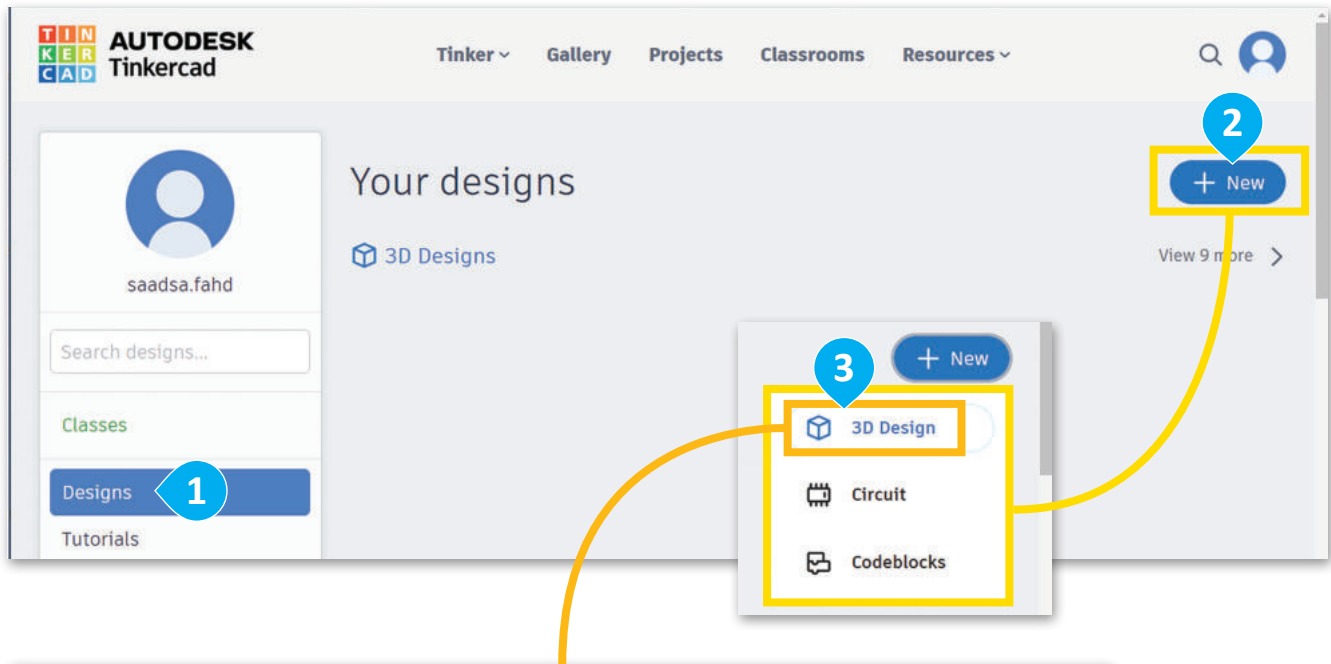 TIN
KER
CAD
AUTODESK
Tinkercad
Tinker Gallery Projects Classrooms Resources
2
Your designs
+ New
3D Designs
View 9 more
saadsa.fahd
Search designs...
+ New
3
3D Design
Classes
Designs
1
Circuit
Tutorials
Codeblocks